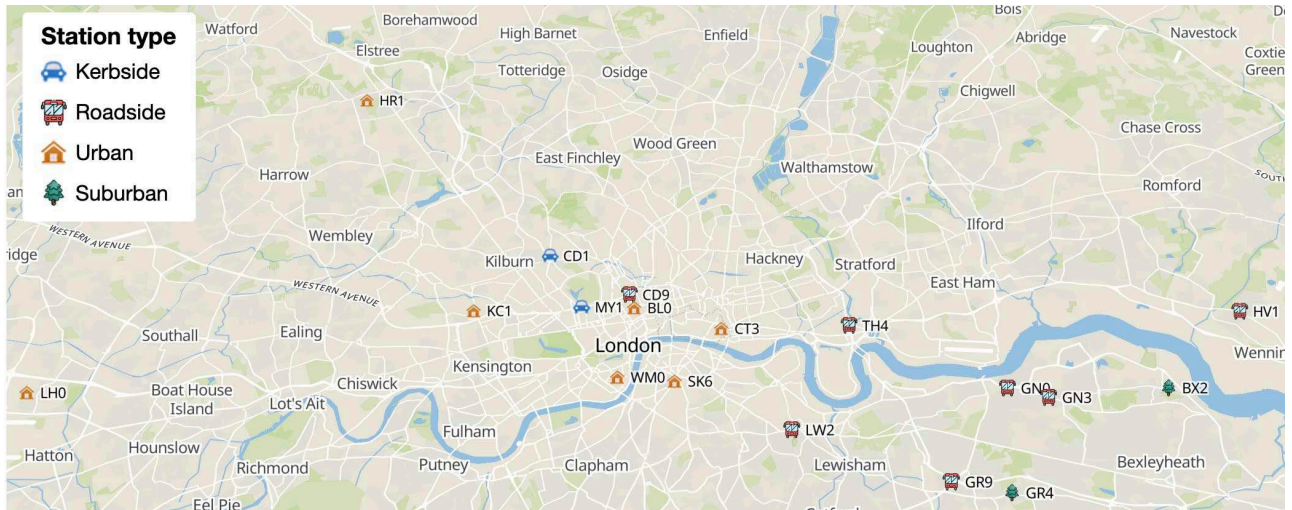 Station type
Kerbside
Roadside
Urban
Suburban
Watford
Borehamwood
High Barnet
Enfield
Bois
Abridge
Navestock
Elstree
Loughton
Coxtie
Green
Totteridge
Osidge
Chigwell
HR1
Chase Cross
Wood Green
East Finchley
Walthamstow
Harrow
Romford
Ilford
Wembley
WESTERN AVENUE
Kilburn
CD1
Hackney
Stratford
East Ham
WESTERN AVENUE
CD9
MY1
BL0
KC1
HV1
CT3
TH4
Southall
Ealing
London
Kensington
WM0
SK6
Chiswick
Boat House
Island
LH0
Lot's Ait
GN0
GN3
BX2
Fulham
LW2
Hounslow
Hatton
Richmond
Putney
Clapham
Lewisham
Bexleyheath
GR9
GR4
Eel Pie